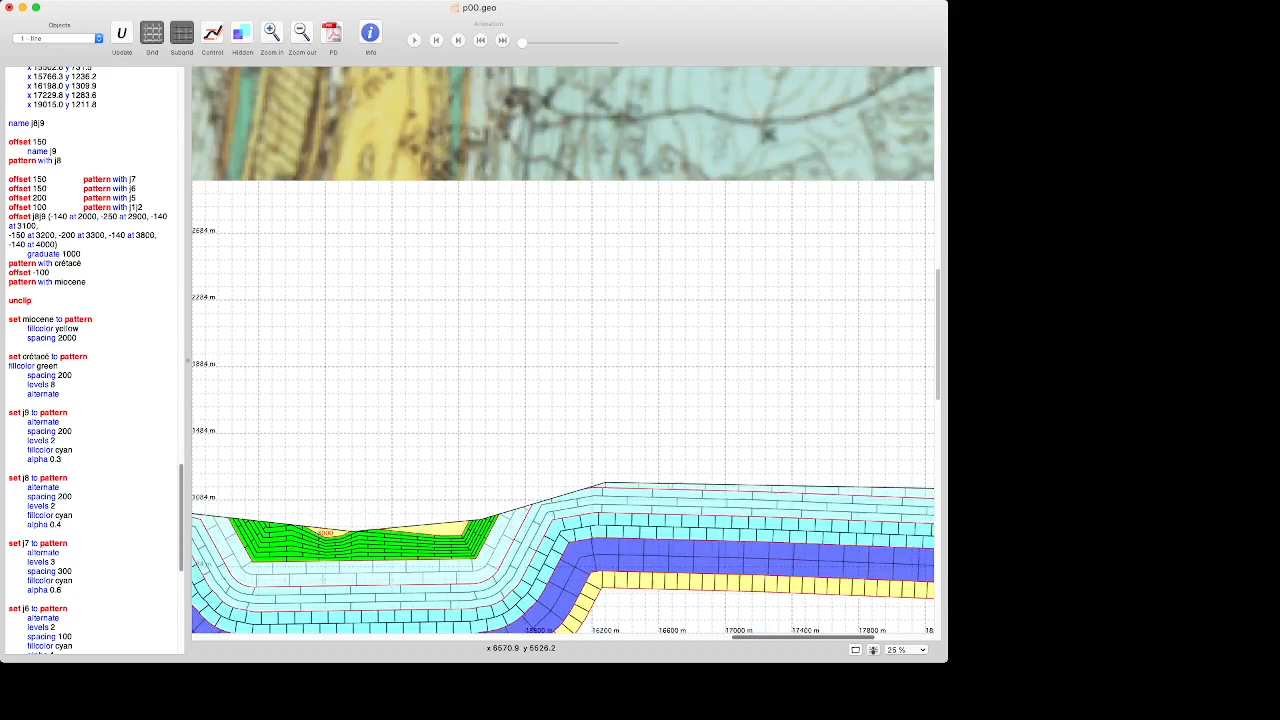 p00.geo
Objects
Animation
1 - line
Update
Grid
Subgrid
Control
Hidden
Zoom in
Zoom out
PD
Info
x 15766.3 y 1236.2
x 16198.0 y 1309.9
x 17229.8 y 1283.6
x 19015.0 y 1211.8
name j8j9
offset 150
name j9
pattern with j8
offset 150 pattern with j7
offset 150 pattern with j6
offset 200 pattern with j5
offset 100 pattern with j1j2
offset j8j9 (-140 at 2000, -250 at 2900, -140
at 3100,
-150 at 3200, -200 at 3300, -140 at 3800,
-140 at 4000)
graduate 1000
pattern with crétacé
offset -100
pattern with miocene
unclip
set miocene to pattern
fillcolor yellow
spacing 2000
set crétacé to pattern
fillcolor green
spacing 200
levels 8
alternate
set j9 to pattern
alternate
spacing 200
levels 2
fillcolor cyan
alpha 0.3
set j8 to pattern
alternate
spacing 200
levels 2
fillcolor cyan
alpha 0.4
set j7 to pattern
alternate
levels 3
spacing 300
fillcolor cyan
alpha 0.6
set j6 to pattern
alternate
levels 2
spacing 100
fillcolor cyan
2684 m
2284 m
1884 m
1484 m
1084 m
16200 m
16600 m
17000 m
17400 m
17800 m
x 6570.9 y 5526.2
25 %